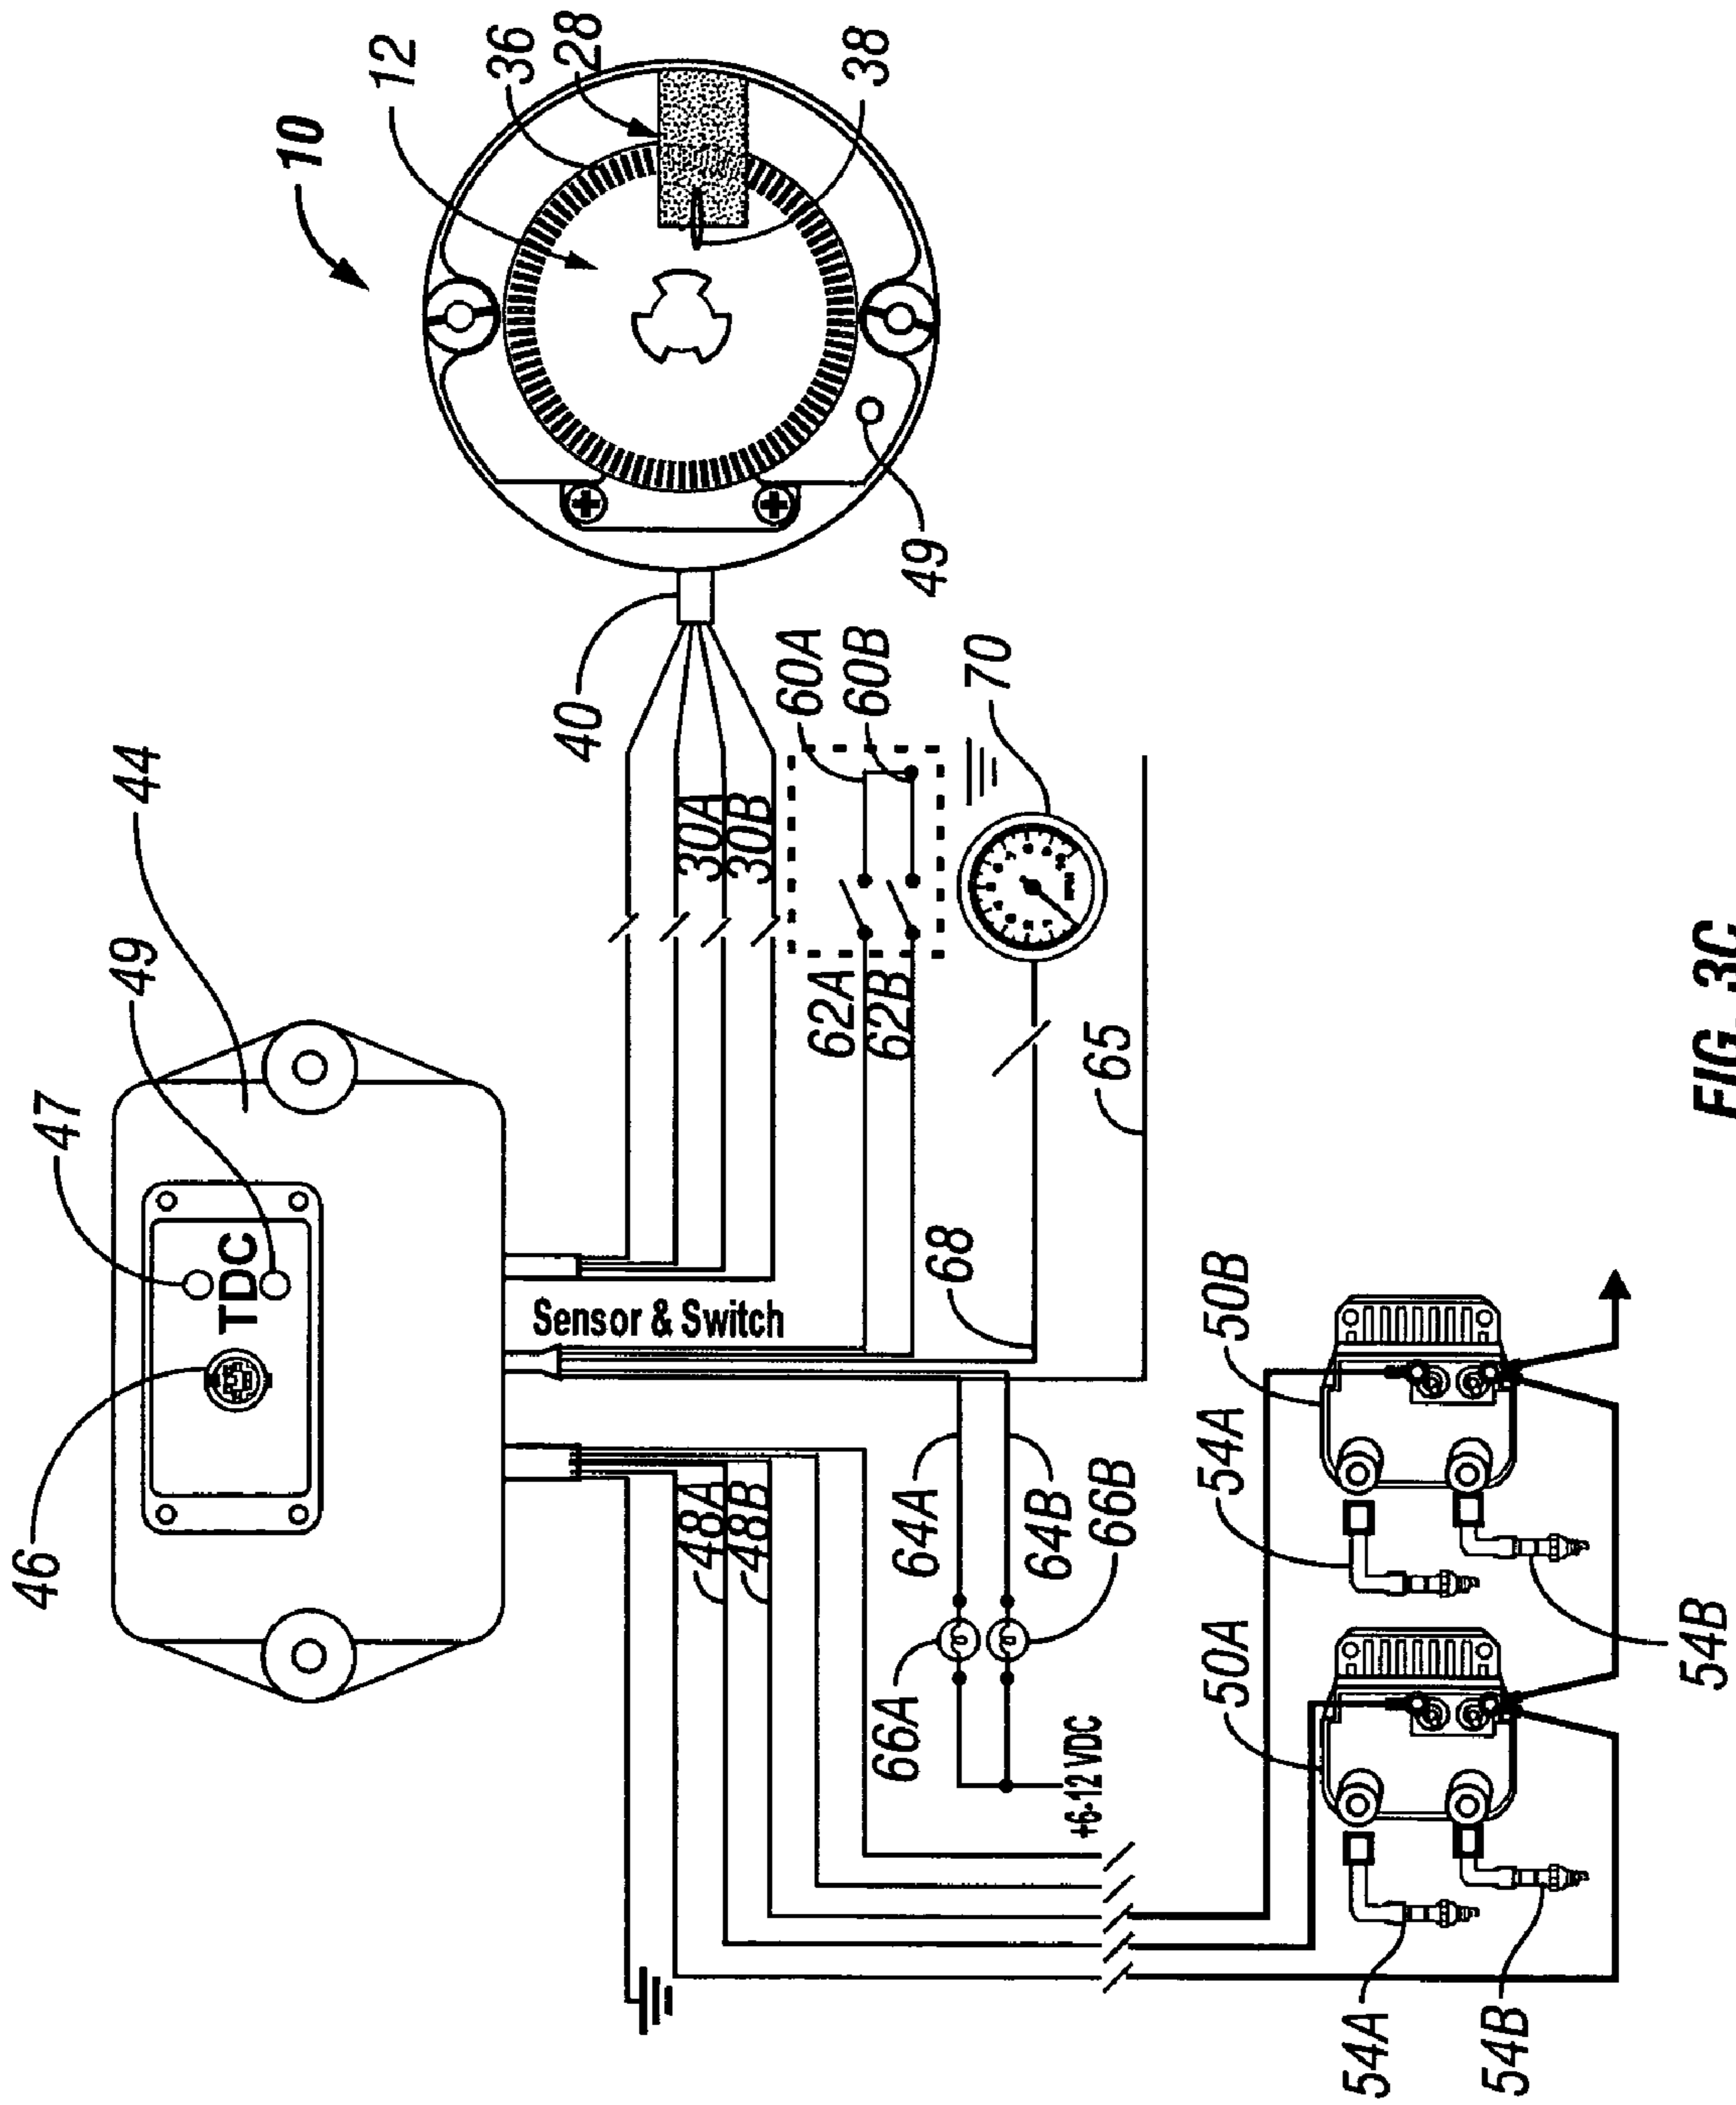 10
12
36
28
38
49
40
44
49
47
46
TDC
30A
30B
60A
60B
62A
62B
70
65
68
Sensor & Switch
48A
48B
64A
64B
66A
66B
+6-12 VDC
50A
50B
54A
54B
54A
54B
FIG. 3C